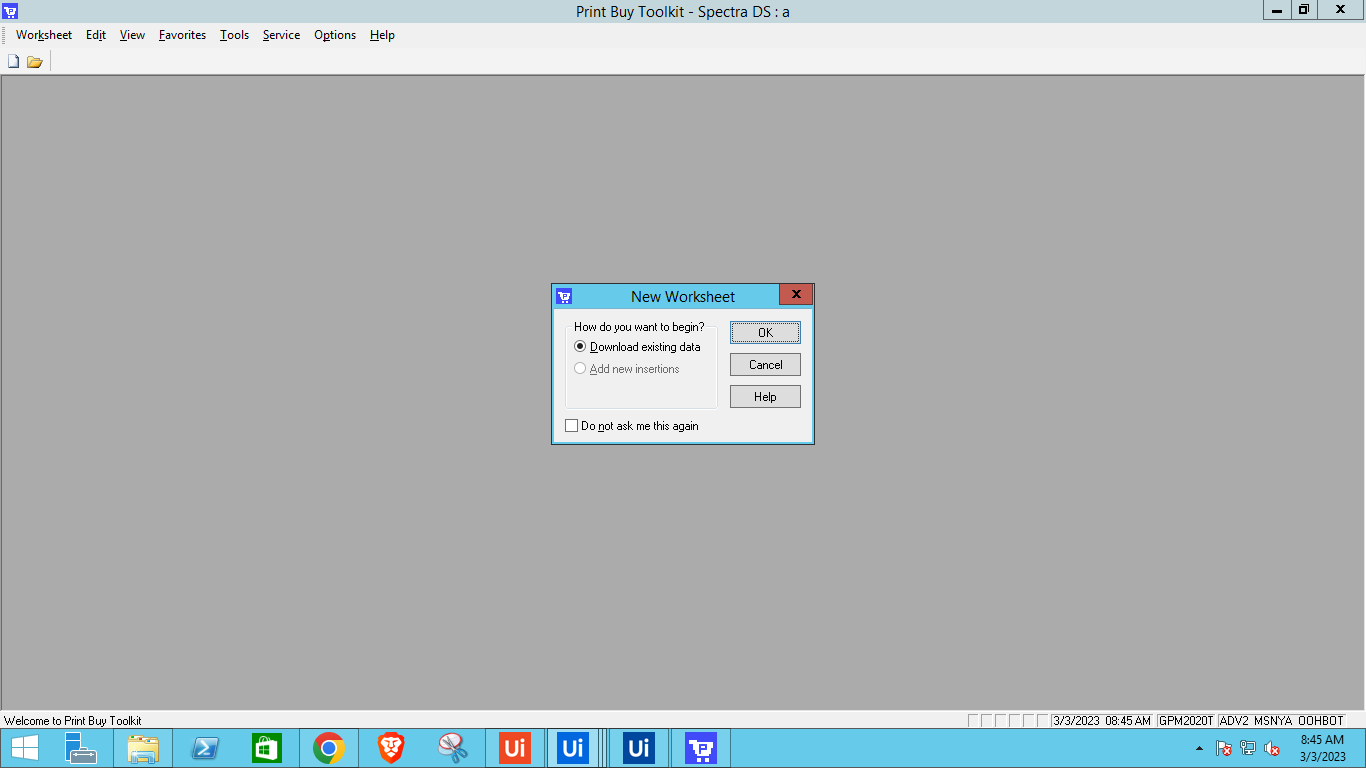 Print Buy Toolkit - Spectra DS : a
Worksheet Edit View Favorites Tools Service Options Help
New Worksheet
X
How do you want to begin?
Download existing data
Add new insertions
Do not ask me this again
OK
Cancel
Help
Welcome to Print Buy Toolkit
3/3/2023 08:45 AM GPM2020T ADV2 MSNYA OOHBOT
Ui Ui Ui
8:45 AM
3/3/2023